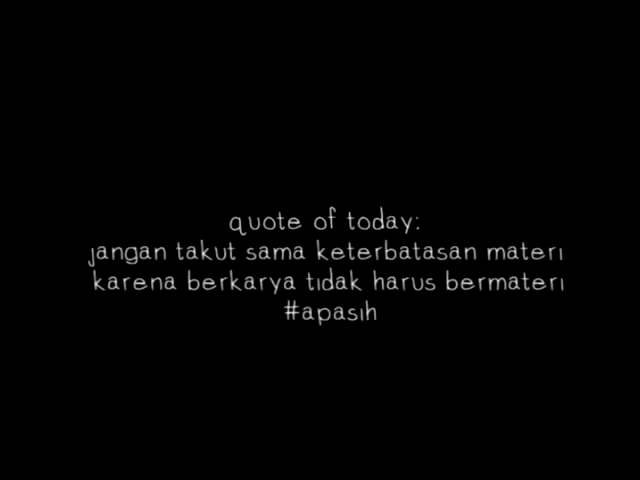 quote of today:
jangan takut sama keterbatasan materi
karena berkarya tidak harus bermateri
#apasih